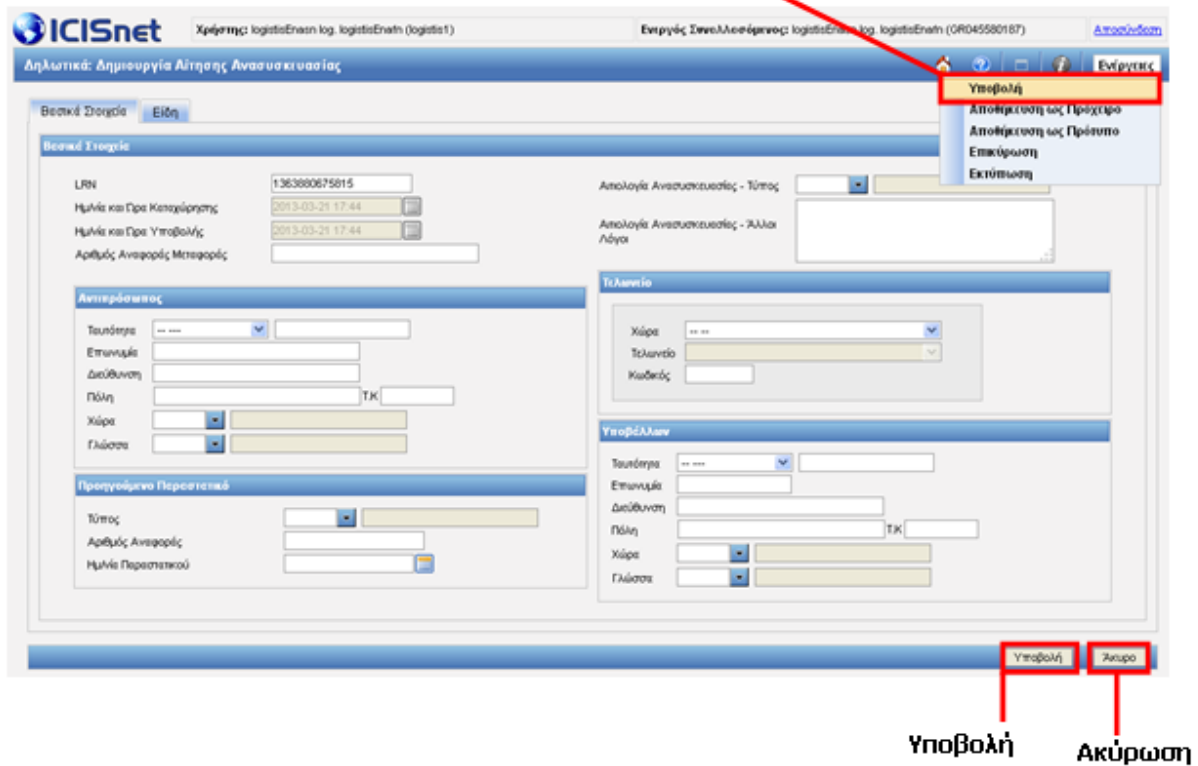 ICISnet Χρήστης: logistisEnasn log. logistisEnatn (logistis1) Ενεργός Συναλλασόμενος: logistisEnasn log. logistisEnatn (GR045580187) Αποσύνδεση
Δηλωτικά: Δημιουργία Αίτησης Ανασυσκευασίας Ενέργειες
Υποβολή
Αποθήκευση ως Πρόχειρο
Αποθήκευση ως Πρότυπο
Επικύρωση
Εκτύπωση
Βασικά Στοιχεία Είδη
Βασικά Στοιχεία
LRN 1363880675815
Ημ/νία και Ώρα Καταχώρησης 2013-03-21 17:44
Ημ/νία και Ώρα Υποβολής 2013-03-21 17:44
Αριθμός Αναφοράς Μεταφοράς
Αιτιολογία Ανασυσκευασίας - Τύπος
Αιτιολογία Ανασυσκευασίας - Άλλοι
Λόγοι
Αντιπρόσωπος
Ταυτότητα -- ----
Επωνυμία
Διεύθυνση
Πόλη Τ.Κ
Χώρα
Γλώσσα
Προηγούμενο Παραστατικό
Τύπος
Αριθμός Αναφοράς
Ημ/νία Παραστατικού
Τελωνείο
Χώρα -- --
Τελωνείο
Κωδικός
Υποβάλλων
Ταυτότητα -- ----
Επωνυμία
Διεύθυνση
Πόλη Τ.Κ
Χώρα
Γλώσσα
Υποβολή Άκυρο
Υποβολή Ακύρωση